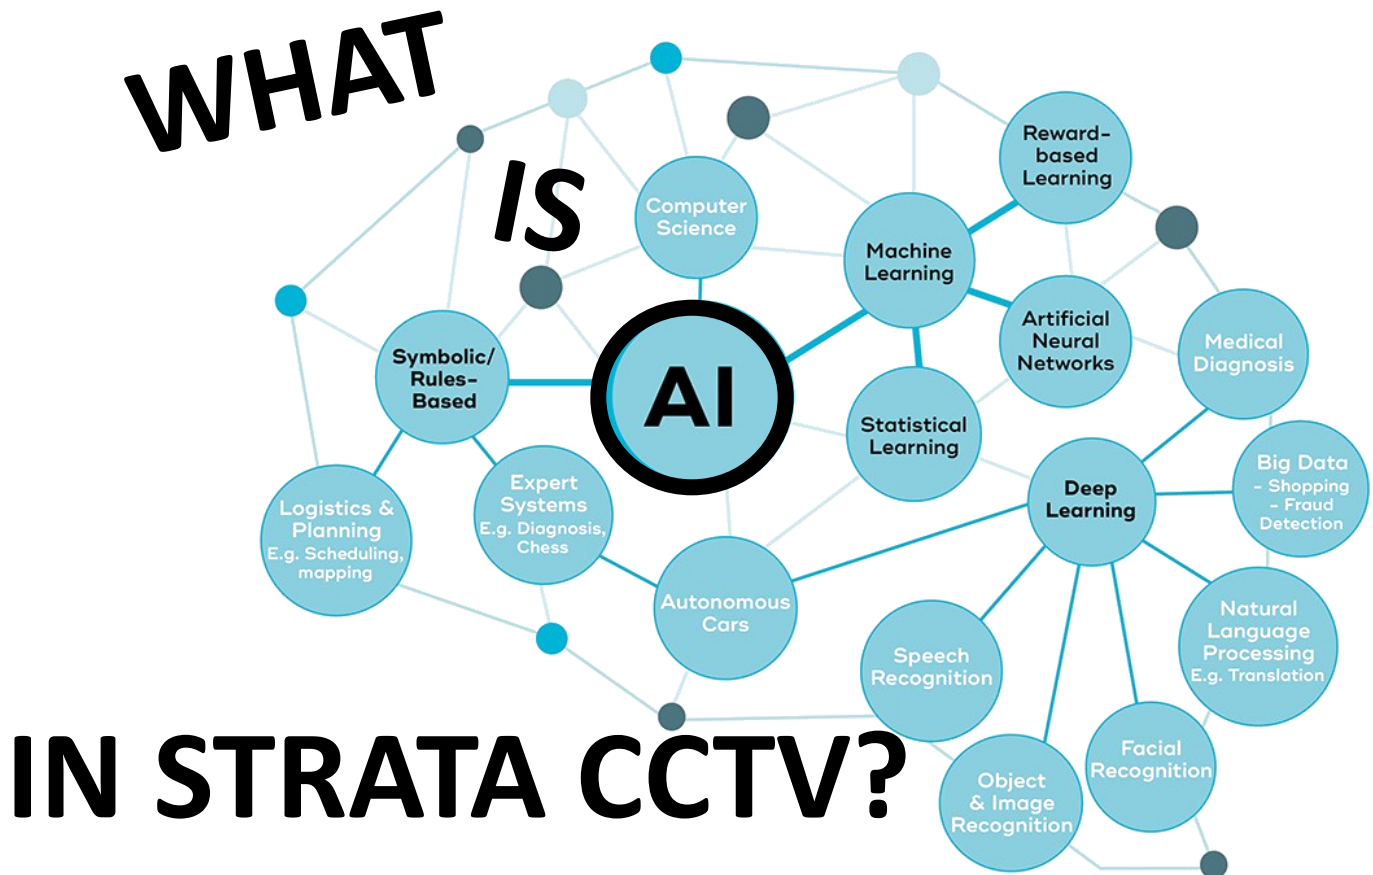 WHAT
IS
AI
IN STRATA CCTV?
Computer
Science
Machine
Learning
Reward-
based
Learning
Artificial
Neural
Networks
Statistical
Learning
Symbolic/
Rules-
Based
Logistics &
Planning
E.g. Scheduling,
mapping
Expert
Systems
E.g. Diagnosis,
Chess
Autonomous
Cars
Deep
Learning
Medical
Diagnosis
Big Data
- Shopping
- Fraud
Detection
Natural
Language
Processing
E.g. Translation
Speech
Recognition
Facial
Recognition
Object
& Image
Recognition